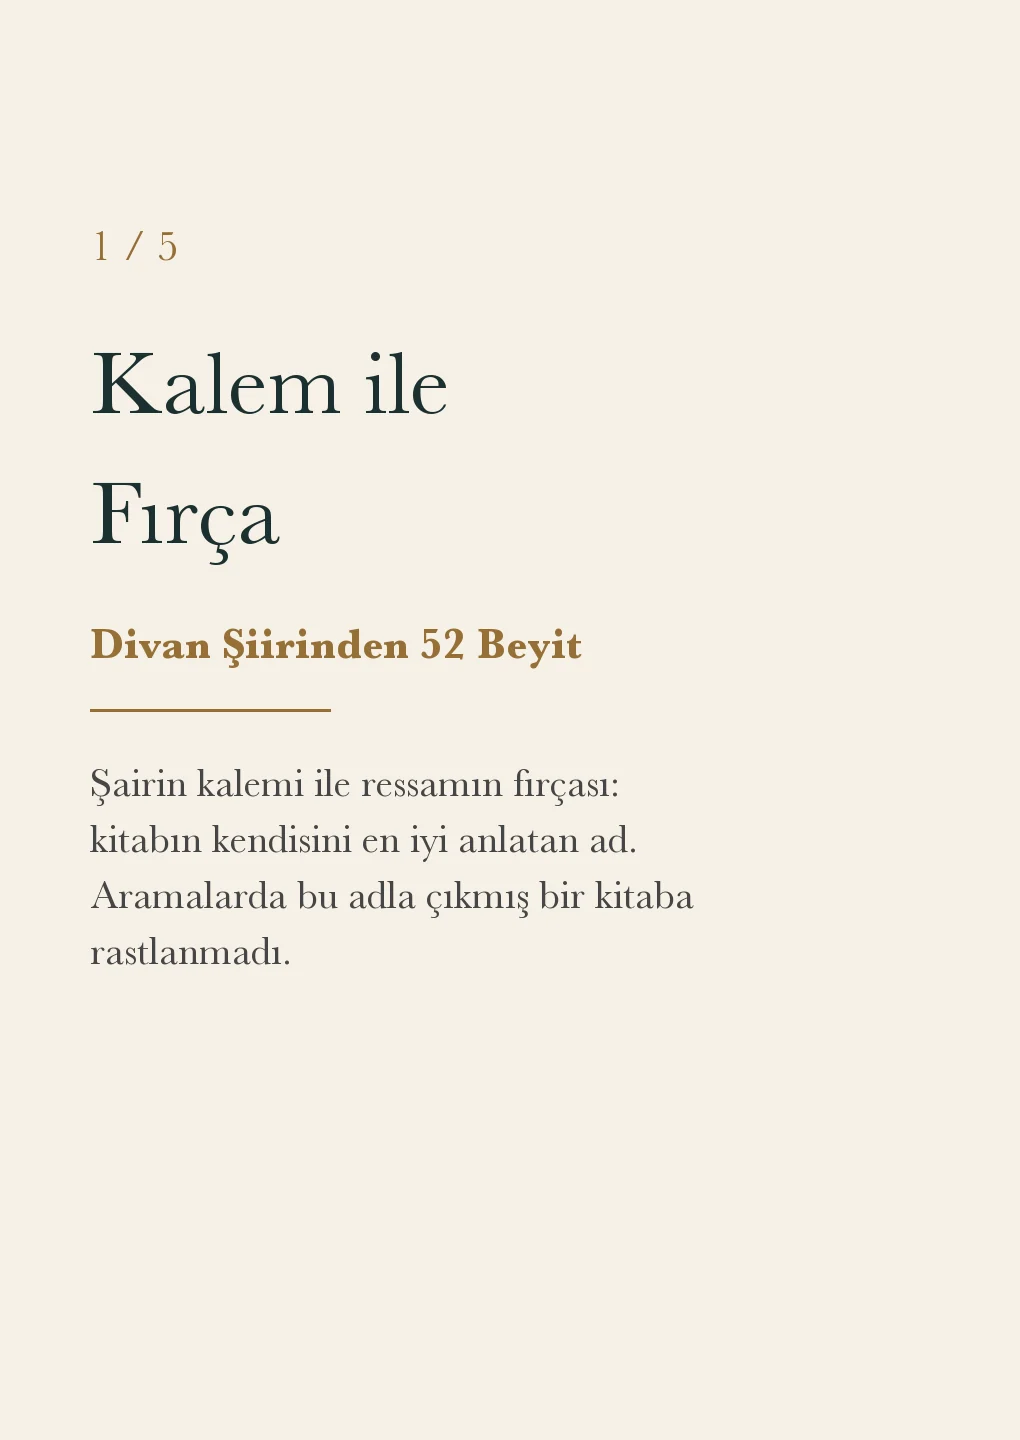 1 / 5
Kalem ile
Fırça
Divan Şiirinden 52 Beyit
Şairin kalemi ile ressamın fırçası:
kitabın kendisini en iyi anlatan ad.
Aramalarda bu adla çıkmış bir kitaba
rastlanmadı.